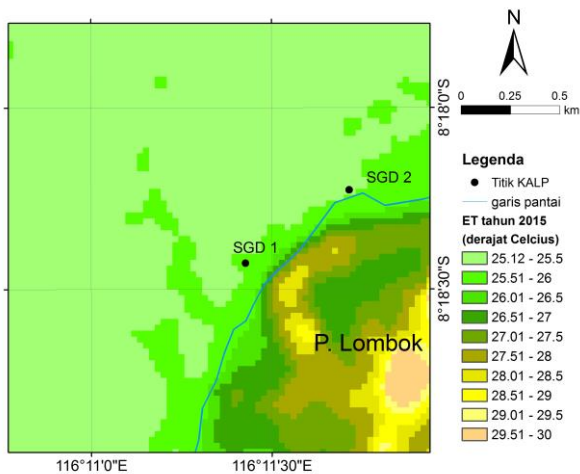 N
0 0.25 0.5
km
8°18'0"S
8°18'30"S
116°11'0"E
116°11'30"E
SGD 2
SGD 1
P. Lombok
Legenda
Titik KALP
garis pantai
ET tahun 2015
(derajat Celcius)
25.12 - 25.5
25.51 - 26
26.01 - 26.5
26.51 - 27
27.01 - 27.5
27.51 - 28
28.01 - 28.5
28.51 - 29
29.01 - 29.5
29.51 - 30